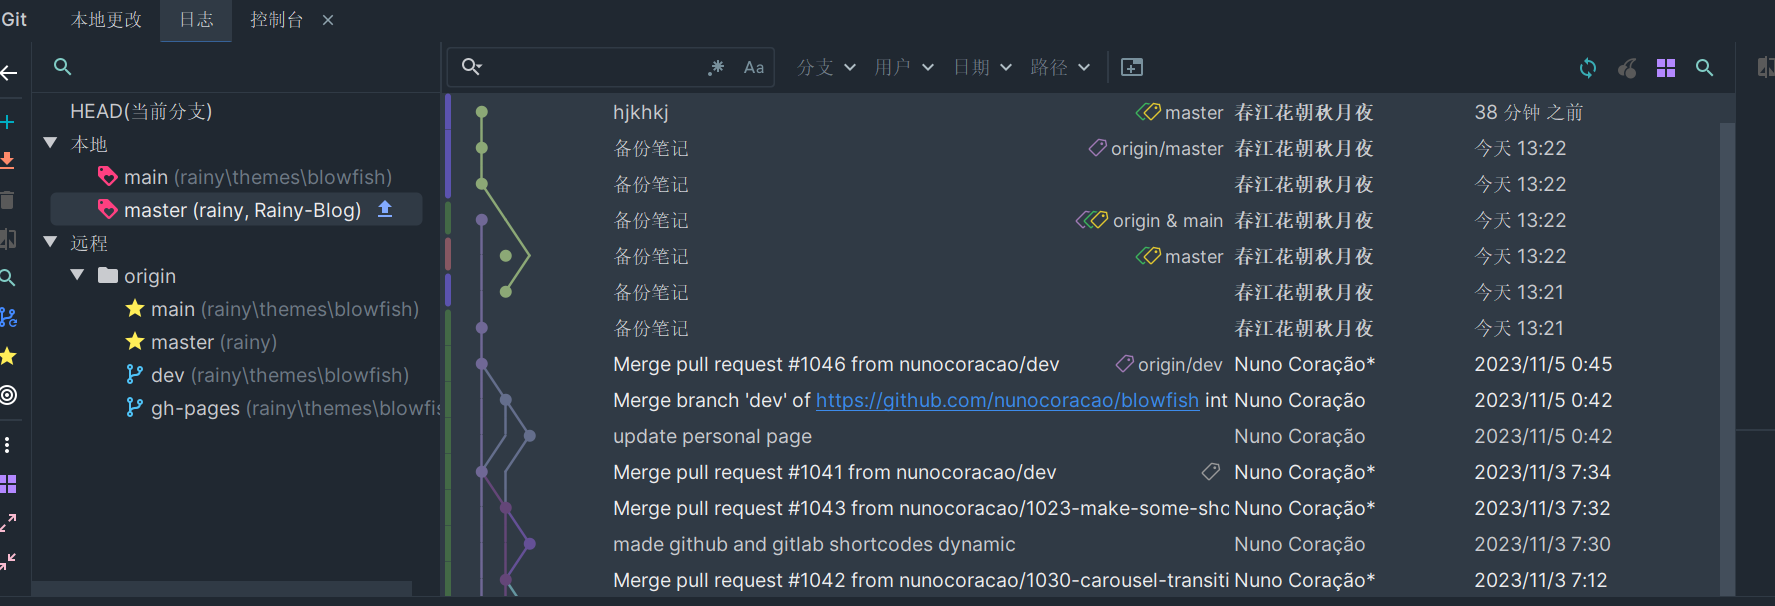 Git 本地更改 日志 控制台
.* Aa 分支 用户 日期 路径
HEAD(当前分支)
本地
main (rainy\themes\blowfish)
master (rainy, Rainy-Blog)
远程
origin
main (rainy\themes\blowfish)
master (rainy)
dev (rainy\themes\blowfish)
gh-pages (rainy\themes\blowfis
hjkhkj master 春江花朝秋月夜 38 分钟 之前
备份笔记 origin/master 春江花朝秋月夜 今天 13:22
备份笔记 春江花朝秋月夜 今天 13:22
备份笔记 origin & main 春江花朝秋月夜 今天 13:22
备份笔记 master 春江花朝秋月夜 今天 13:22
备份笔记 春江花朝秋月夜 今天 13:21
备份笔记 春江花朝秋月夜 今天 13:21
Merge pull request #1046 from nunocoracao/dev origin/dev Nuno Coração* 2023/11/5 0:45
Merge branch 'dev' of https://github.com/nunocoracao/blowfish int Nuno Coração 2023/11/5 0:42
update personal page Nuno Coração 2023/11/5 0:42
Merge pull request #1041 from nunocoracao/dev Nuno Coração* 2023/11/3 7:34
Merge pull request #1043 from nunocoracao/1023-make-some-sho Nuno Coração* 2023/11/3 7:32
made github and gitlab shortcodes dynamic Nuno Coração 2023/11/3 7:30
Merge pull request #1042 from nunocoracao/1030-carousel-transiti Nuno Coração* 2023/11/3 7:12